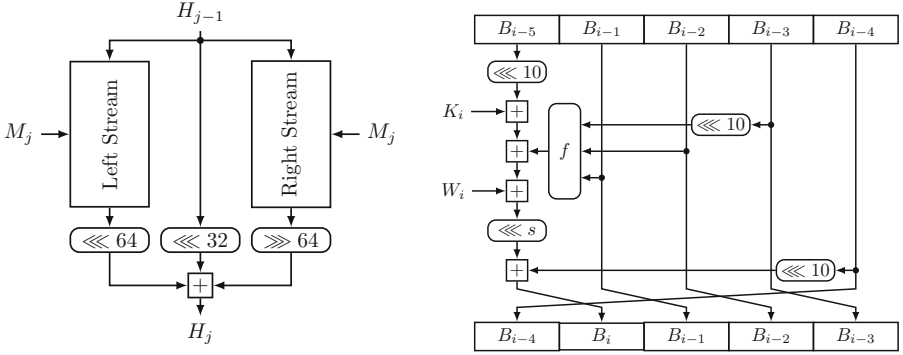 H_{j−1}
Left Stream
Right Stream
M_j
M_j
⋘ 64
⋘ 32
⋙ 64
+
H_j
B_{i−5} B_{i−1} B_{i−2} B_{i−3} B_{i−4}
⋘ 10
K_i
+
f
⋘ 10
+
W_i
+
⋘ s
+
⋘ 10
B_{i−4} B_i B_{i−1} B_{i−2} B_{i−3}